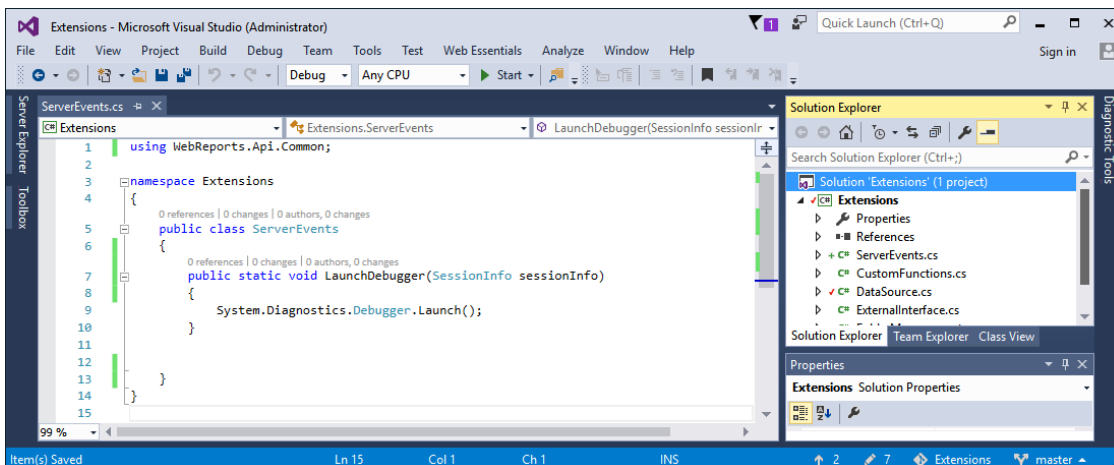 Extensions - Microsoft Visual Studio (Administrator)
1
Quick Launch (Ctrl+Q)
File Edit View Project Build Debug Team Tools Test Web Essentials Analyze Window Help
Sign in
Debug Any CPU Start
Server Explorer
Toolbox
ServerEvents.cs
C# Extensions
Extensions.ServerEvents
LaunchDebugger(SessionInfo sessionIr
1 using WebReports.Api.Common;
2
3 namespace Extensions
4 {
0 references | 0 changes | 0 authors, 0 changes
5 public class ServerEvents
6 {
0 references | 0 changes | 0 authors, 0 changes
7 public static void LaunchDebugger(SessionInfo sessionInfo)
8 {
9 System.Diagnostics.Debugger.Launch();
10 }
11
12
13 }
14 }
15
99 %
Solution Explorer
Search Solution Explorer (Ctrl+;)
Solution 'Extensions' (1 project)
C# Extensions
Properties
References
+ C# ServerEvents.cs
C# CustomFunctions.cs
C# DataSource.cs
C# ExternalInterface.cs
Solution Explorer Team Explorer Class View
Properties
Extensions Solution Properties
Diagnostic Tools
Item(s) Saved Ln 15 Col 1 Ch 1 INS 2 7 Extensions master